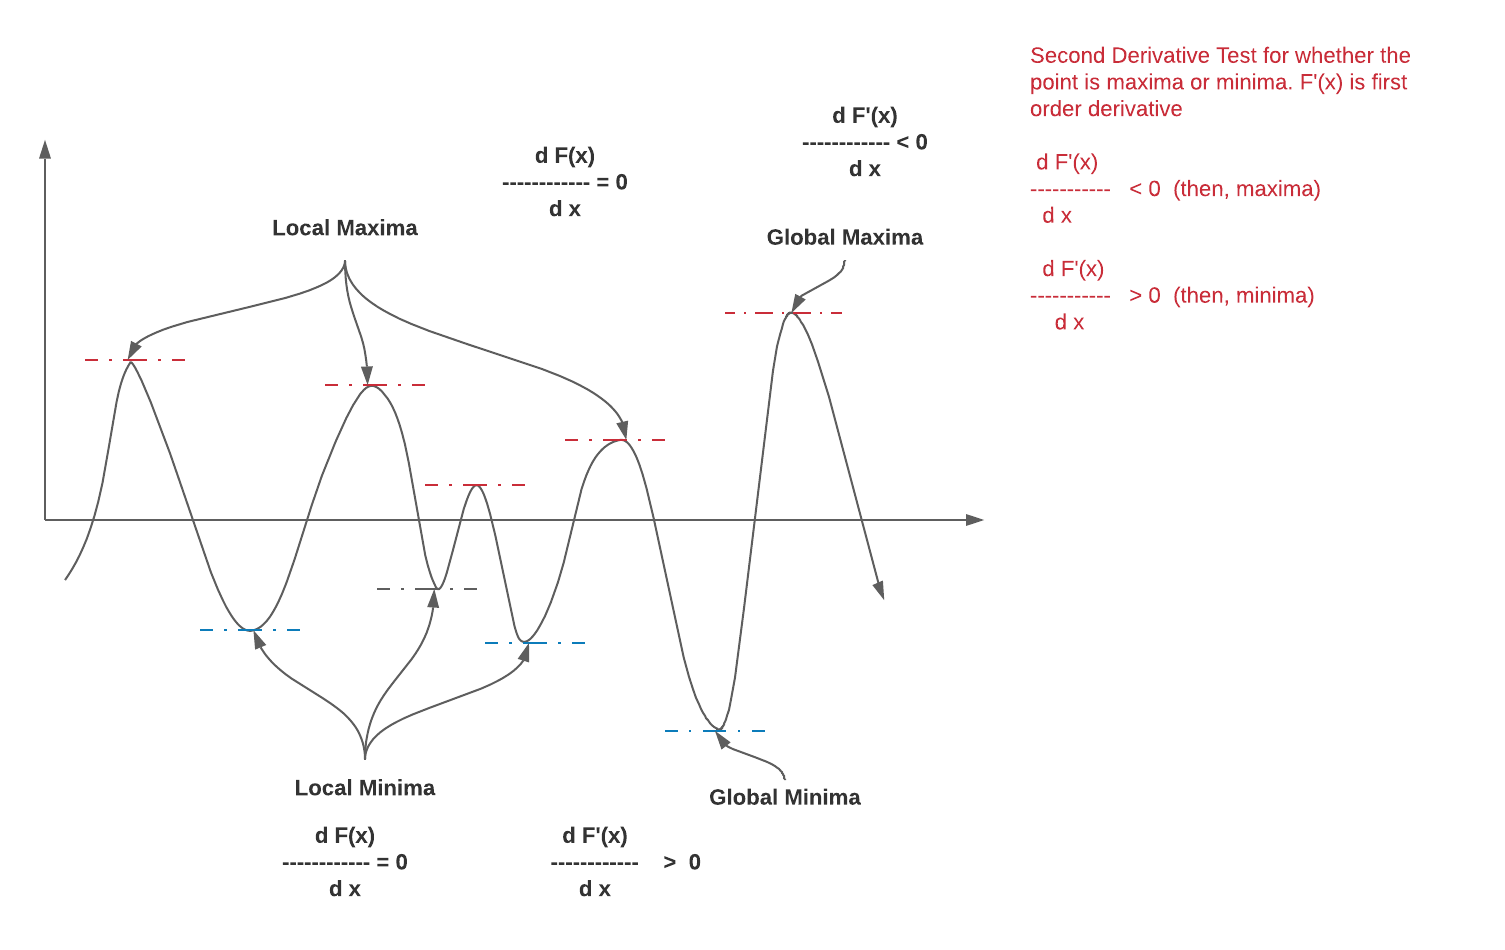 Second Derivative Test for whether the
point is maxima or minima. F'(x) is first
order derivative
d F'(x)
----------- < 0 (then, maxima)
d x
d F'(x)
----------- > 0 (then, minima)
d x
d F'(x)
------------ < 0
d x
d F(x)
------------ = 0
d x
Local Maxima
Global Maxima
Local Minima
Global Minima
d F(x)
------------ = 0
d x
d F'(x)
------------ > 0
d x